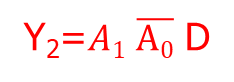 Y₂=A₁ A̅₀ D